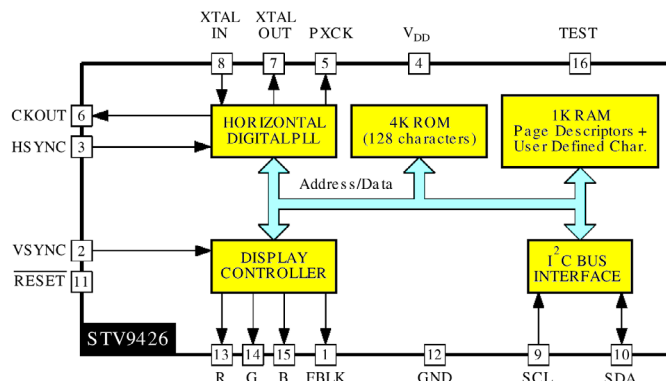 XTAL IN
XTAL OUT
PXCK
V_DD
TEST
8
7
5
4
16
CKOUT
6
HSYNC
3
HORIZONTAL
DIGITALPLL
4K ROM
(128 characters)
1K RAM
Page Descriptors +
User Defined Char.
Address/Data
VSYNC
2
RESET
11
DISPLAY
CONTROLLER
I²C BUS
INTERFACE
STV9426
13
14
15
1
12
9
10
R
G
B
FBLK
GND
SCL
SDA